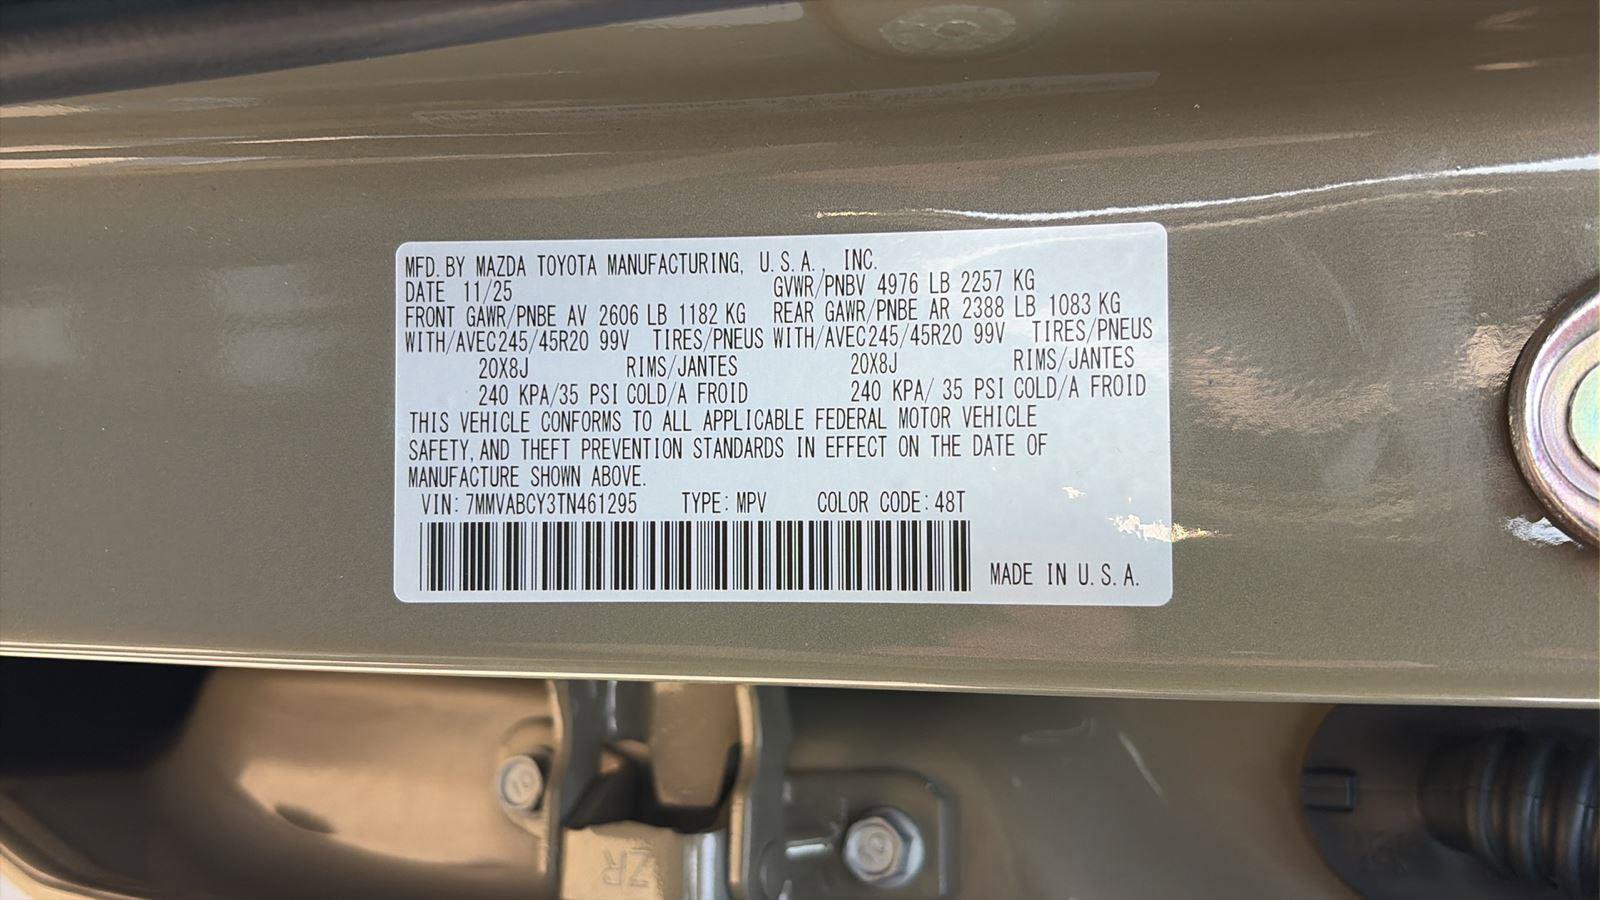 MFD. BY MAZDA TOYOTA MANUFACTURING, U.S.A., INC.
DATE 11/25 GVWR/PNBV 4976 LB 2257 KG
FRONT GAWR/PNBE AV 2606 LB 1182 KG REAR GAWR/PNBE AR 2388 LB 1083 KG
WITH/AVEC245/45R20 99V TIRES/PNEUS WITH/AVEC245/45R20 99V TIRES/PNEUS
20X8J RIMS/JANTES 20X8J RIMS/JANTES
240 KPA/35 PSI COLD/A FROID 240 KPA/ 35 PSI COLD/A FROID
THIS VEHICLE CONFORMS TO ALL APPLICABLE FEDERAL MOTOR VEHICLE
SAFETY, AND THEFT PREVENTION STANDARDS IN EFFECT ON THE DATE OF
MANUFACTURE SHOWN ABOVE.
VIN: 7MMVABCY3TN461295 TYPE: MPV COLOR CODE: 48T
MADE IN U.S.A.
ZR